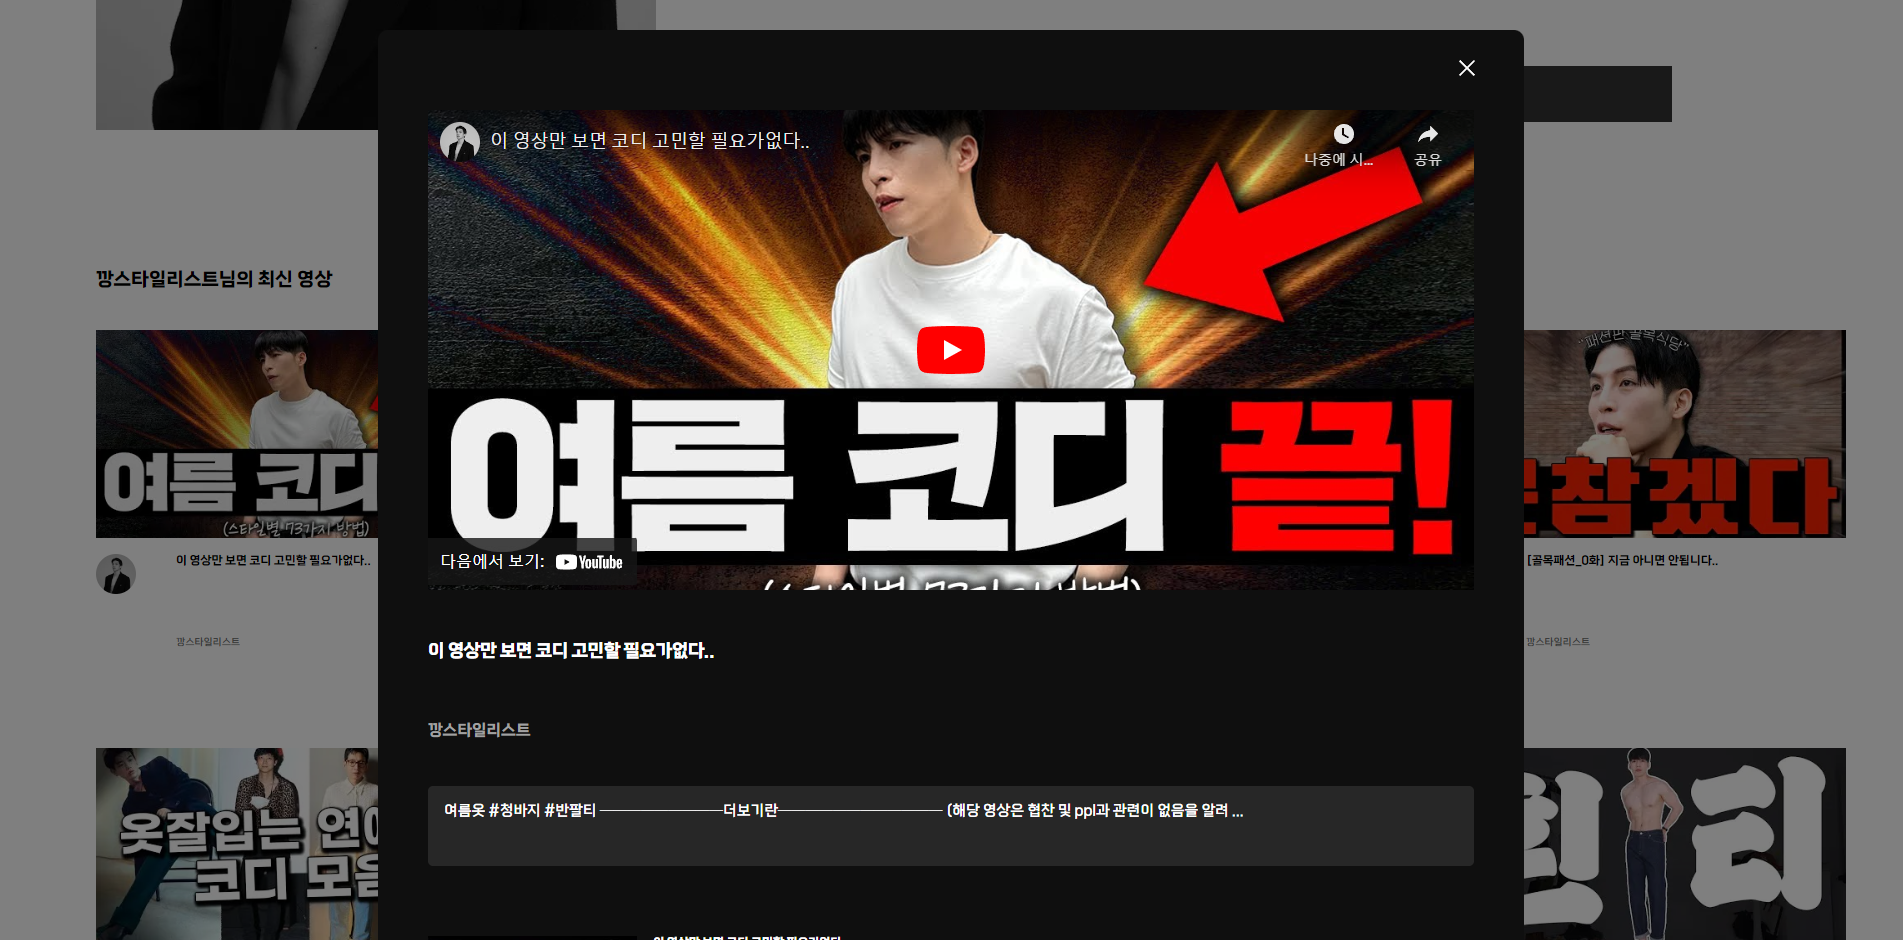 이 영상만 보면 코디 고민할 필요가없다..
나중에 시...
공유
여름 코디 끝!
다음에서 보기: YouTube
이 영상만 보면 코디 고민할 필요가없다..
깡스타일리스트
여름옷 #청바지 #반팔티 ───────더보기란───────── (해당 영상은 협찬 및 ppl과 관련이 없음을 알려 ...
깡스타일리스트님의 최신 영상
여름 코디
(스타일별 73가지 방법)
이 영상만 보면 코디 고민할 필요가없다..
깡스타일리스트
"패션판 골목식당"
참겠다
[골목패션_0화] 지금 아니면 안됩니다..
깡스타일리스트
옷잘입는
코디 모음
티